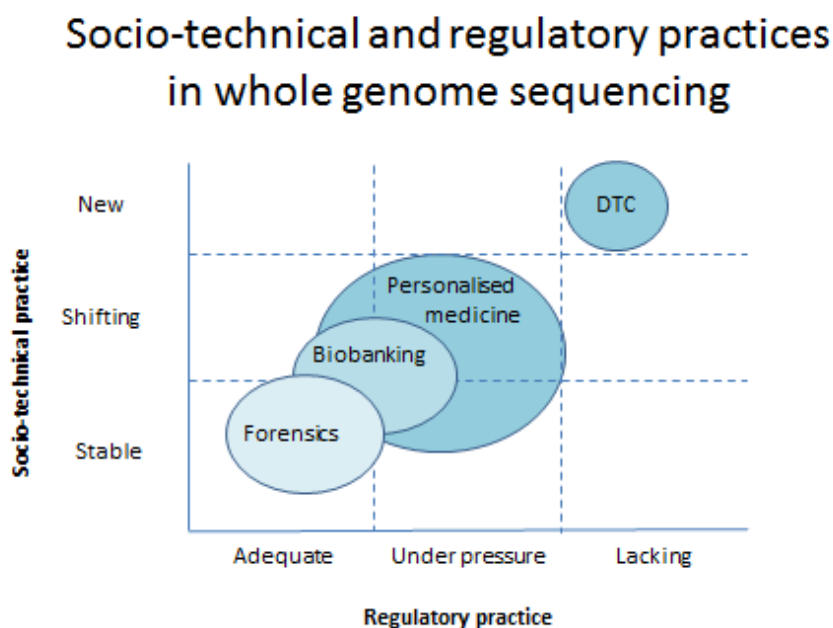 Socio-technical and regulatory practices
in whole genome sequencing
New
DTC
Personalised
medicine
Shifting
Biobanking
Forensics
Stable
Socio-technical practice
Adequate
Under pressure
Lacking
Regulatory practice